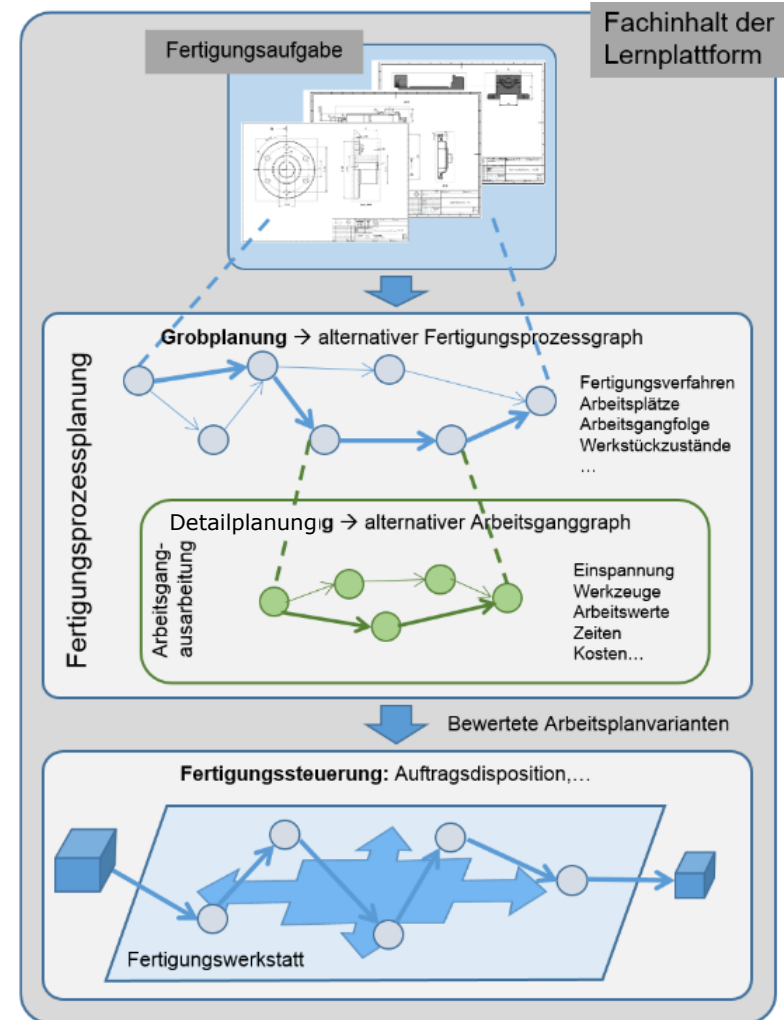 Fachinhalt der
Lernplattform
Fertigungsaufgabe
Fertigungsprozessplanung
Grobplanung → alternativer Fertigungsprozessgraph
Fertigungsverfahren
Arbeitsplätze
Arbeitsgangfolge
Werkstückzustände
…
Detailplanung → alternativer Arbeitsganggraph
Arbeitsgang-
ausarbeitung
Einspannung
Werkzeuge
Arbeitswerte
Zeiten
Kosten…
Bewertete Arbeitsplanvarianten
Fertigungssteuerung: Auftragsdisposition,…
Fertigungswerkstatt